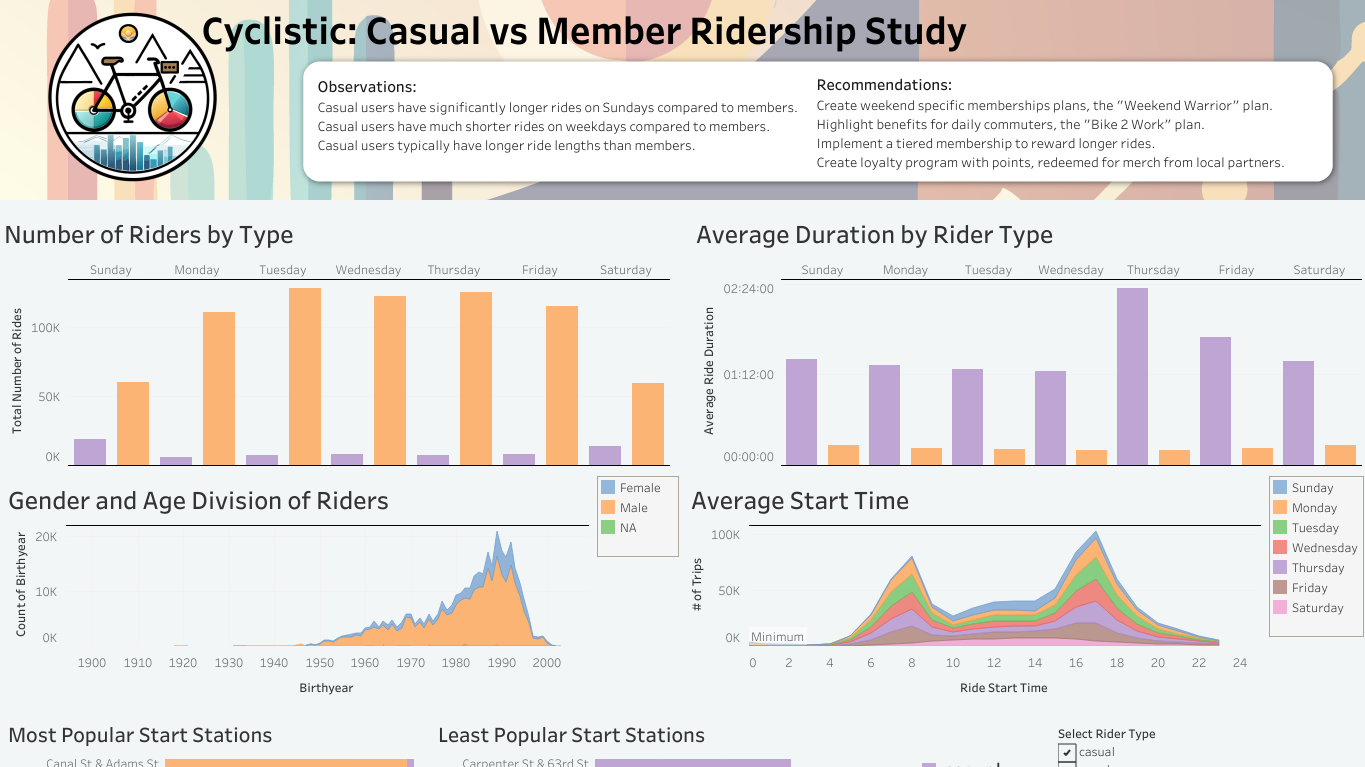 Cyclistic: Casual vs Member Ridership Study
Observations:
Casual users have significantly longer rides on Sundays compared to members.
Casual users have much shorter rides on weekdays compared to members.
Casual users typically have longer ride lengths than members.
Recommendations:
Create weekend specific memberships plans, the "Weekend Warrior" plan.
Highlight benefits for daily commuters, the "Bike 2 Work" plan.
Implement a tiered membership to reward longer rides.
Create loyalty program with points, redeemed for merch from local partners.
Number of Riders by Type
Sunday Monday Tuesday Wednesday Thursday Friday Saturday
Total Number of Rides
100K
50K
0K
Average Duration by Rider Type
Sunday Monday Tuesday Wednesday Thursday Friday Saturday
Average Ride Duration
02:24:00
01:12:00
00:00:00
Gender and Age Division of Riders
Female
Male
NA
Count of Birthyear
20K
10K
0K
1900 1910 1920 1930 1940 1950 1960 1970 1980 1990 2000
Birthyear
Average Start Time
Sunday
Monday
Tuesday
Wednesday
Thursday
Friday
Saturday
# of Trips
100K
50K
0K
Minimum
0 2 4 6 8 10 12 14 16 18 20 22 24
Ride Start Time
Most Popular Start Stations
Canal St & Adams St
Least Popular Start Stations
Carpenter St & 63rd St
casual
Select Rider Type
casual